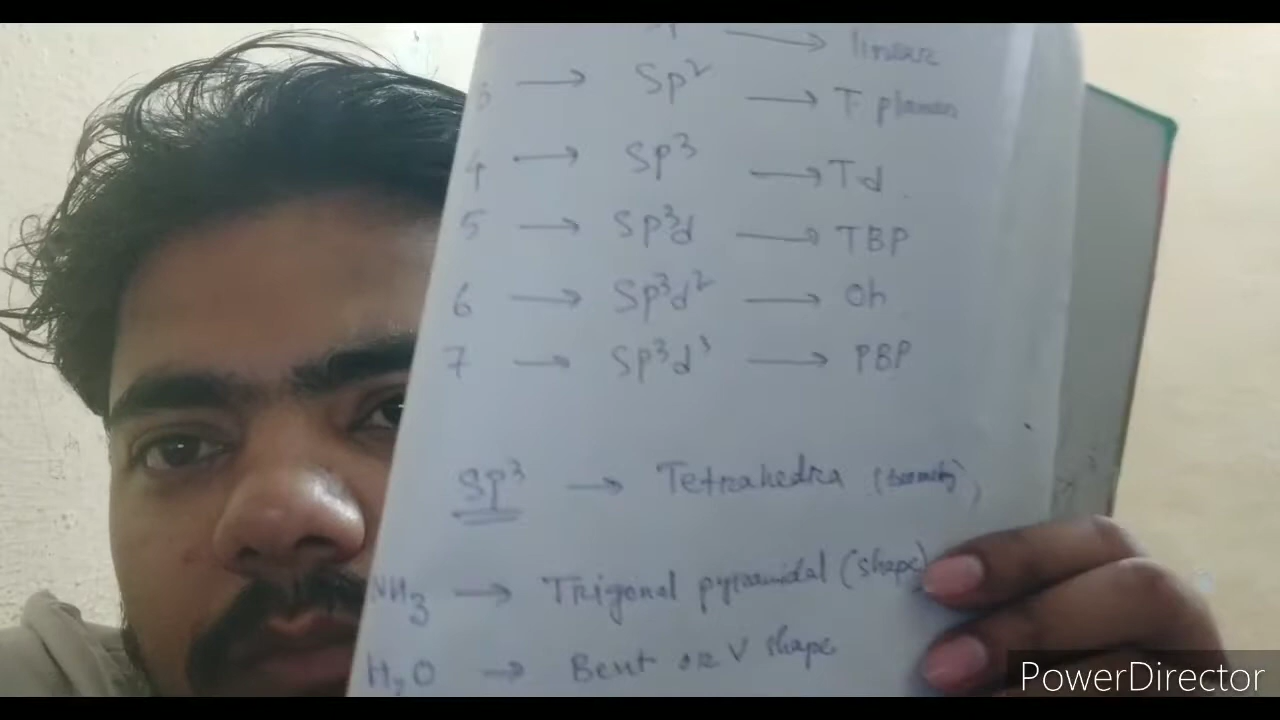 → linear
3 → Sp² → T. planar
4 → Sp³ → Td.
5 → Sp³d → TBP
6 → Sp³d² → Oh
7 → Sp³d³ → PBP
Sp³ → Tetrahedra
NH₃ → Trigonal pyramidal (shape)
H₂O → Bent or V shape
PowerDirector